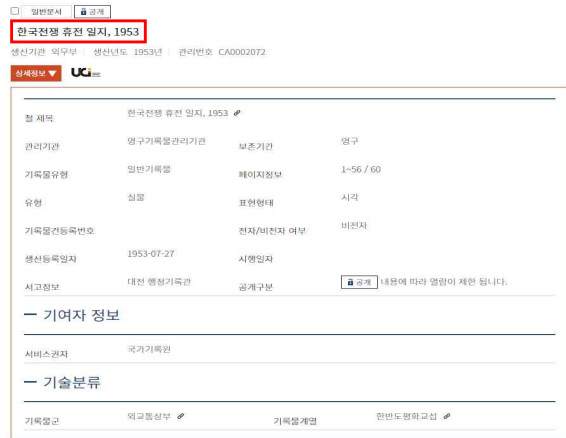 일반문서 공개
한국전쟁 휴전 일지, 1953
생산기관 외무부 생산년도 1953년 관리번호 CA0002072
상세정보 ▼ UCI
철 제목 한국전쟁 휴전 일지, 1953
관리기관 영구기록물관리기관 보존기간 영구
기록물유형 일반기록물 페이지정보 1~56 / 60
유형 실물 표현형태 시각
기록물건등록번호 전자/비전자 여부 비전자
생산등록일자 1953-07-27 시행일자
서고정보 대전 행정기록관 공개구분 공개 내용에 따라 열람이 제한 됩니다.
─ 기여자 정보
서비스권자 국가기록원
─ 기술분류
기록물군 외교통상부 기록물계열 한반도평화교섭